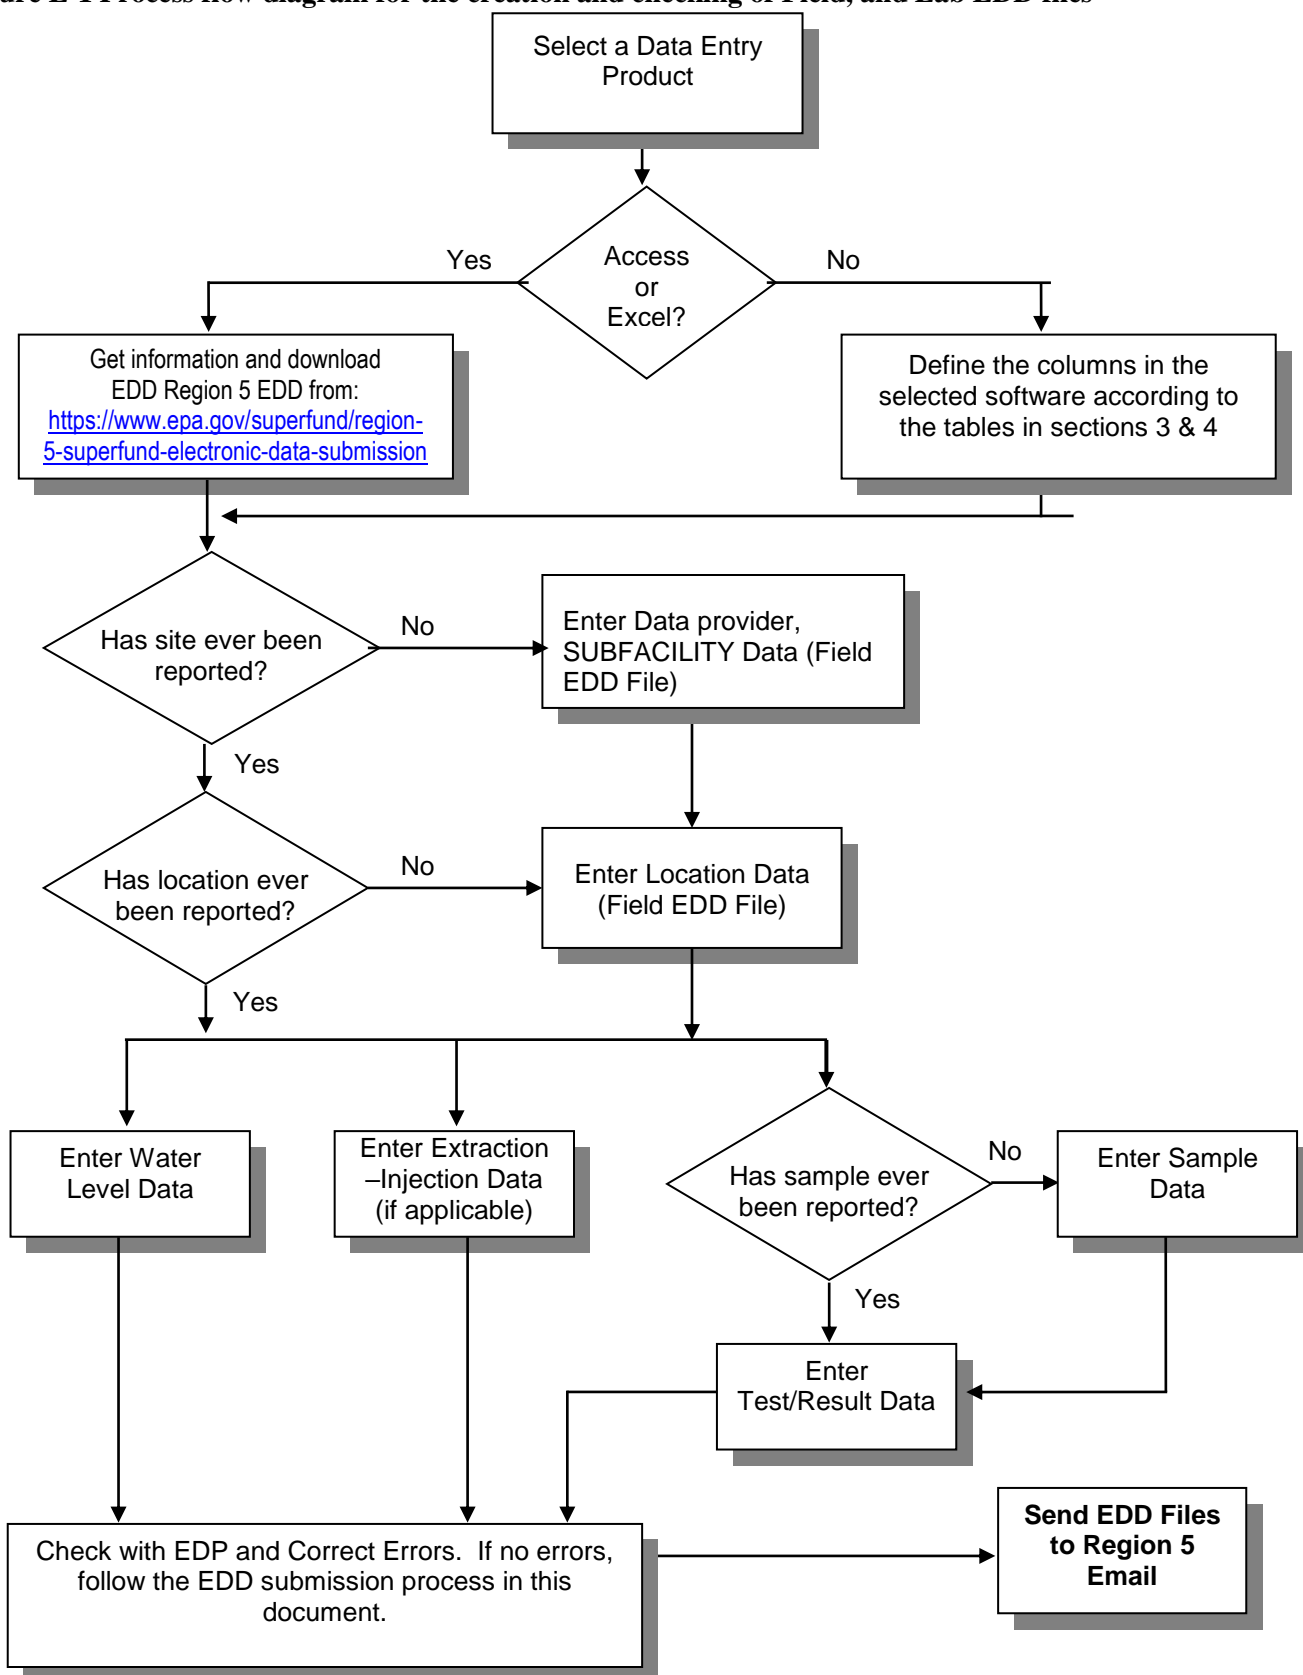 Select a Data Entry
Product
Access
or
Excel?
Yes
No
Get information and download
EDD Region 5 EDD from:
https://www.epa.gov/superfund/region-
5-superfund-electronic-data-submission
Define the columns in the
selected software according to
the tables in sections 3 & 4
Has site ever been
reported?
No
Enter Data provider,
SUBFACILITY Data (Field
EDD File)
Yes
Has location ever
been reported?
No
Enter Location Data
(Field EDD File)
Yes
Enter Water
Level Data
Enter Extraction
–Injection Data
(if applicable)
Has sample ever
been reported?
No
Enter Sample
Data
Yes
Enter
Test/Result Data
Check with EDP and Correct Errors.  If no errors,
follow the EDD submission process in this
document.
Send EDD Files
to Region 5
Email